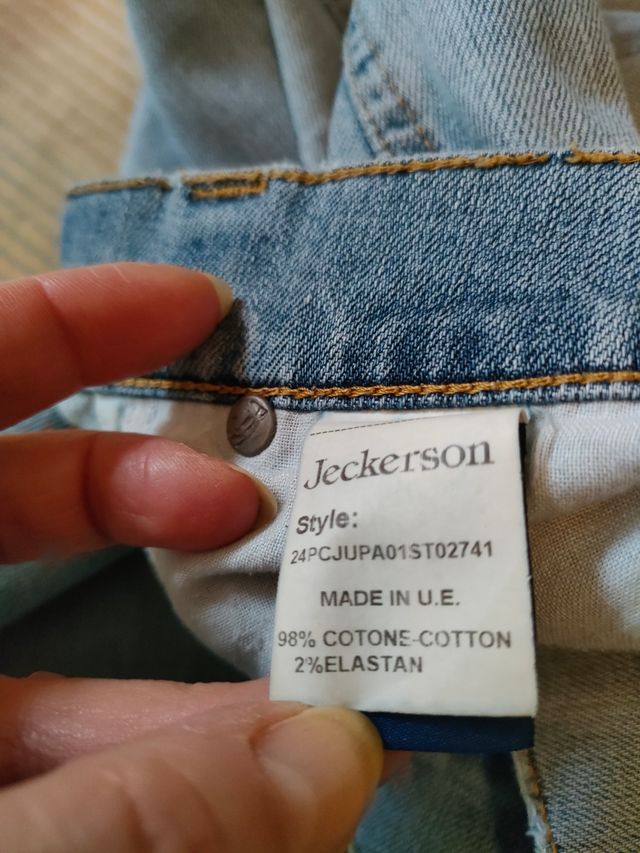 Jeckerson
Style:
24PCJUPA01ST02741
MADE IN U.E.
98% COTONE-COTTON
2%ELASTAN